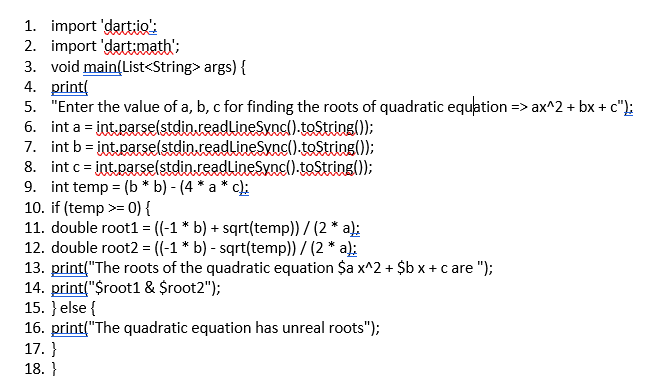 1. import 'dart:io';
2. import 'dart:math';
3. void main(List<String> args) {
4. print(
5. "Enter the value of a, b, c for finding the roots of quadratic equation => ax^2 + bx + c");
6. int a = int.parse(stdin.readLineSync().toString());
7. int b = int.parse(stdin.readLineSync().toString());
8. int c = int.parse(stdin.readLineSync().toString());
9. int temp = (b * b) - (4 * a * c);
10. if (temp >= 0) {
11. double root1 = ((-1 * b) + sqrt(temp)) / (2 * a);
12. double root2 = ((-1 * b) - sqrt(temp)) / (2 * a);
13. print("The roots of the quadratic equation $a x^2 + $b x + c are ");
14. print("$root1 & $root2");
15. } else {
16. print("The quadratic equation has unreal roots");
17. }
18. }